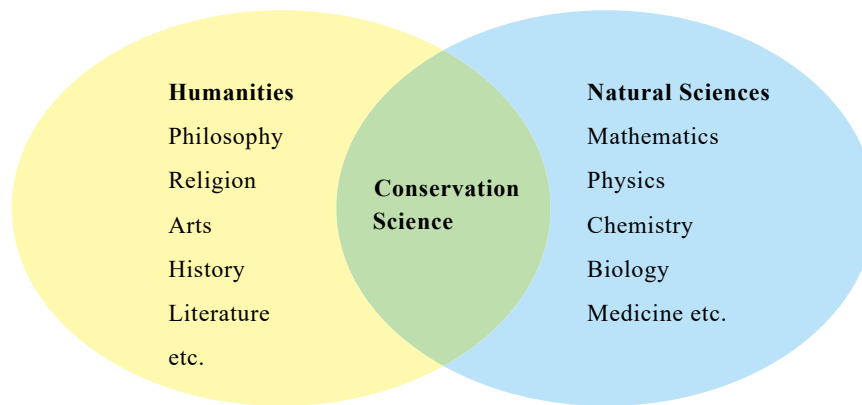 Humanities
Philosophy
Religion
Arts
History
Literature
etc.
Conservation
Science
Natural Sciences
Mathematics
Physics
Chemistry
Biology
Medicine etc.